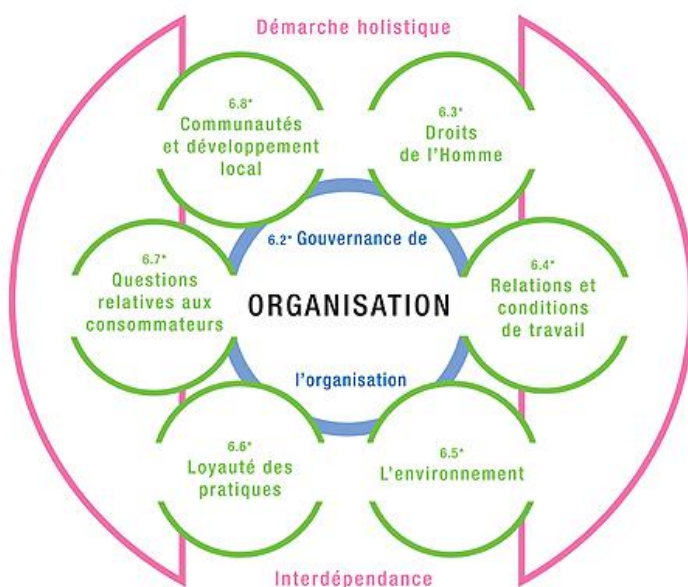 Démarche holistique
6.8*
Communautés
et développement
local
6.3*
Droits
de l'Homme
6.2* Gouvernance de
6.7*
Questions
relatives aux
consommateurs
ORGANISATION
6.4*
Relations et
conditions
de travail
l'organisation
6.6*
Loyauté des
pratiques
6.5*
L'environnement
Interdépendance